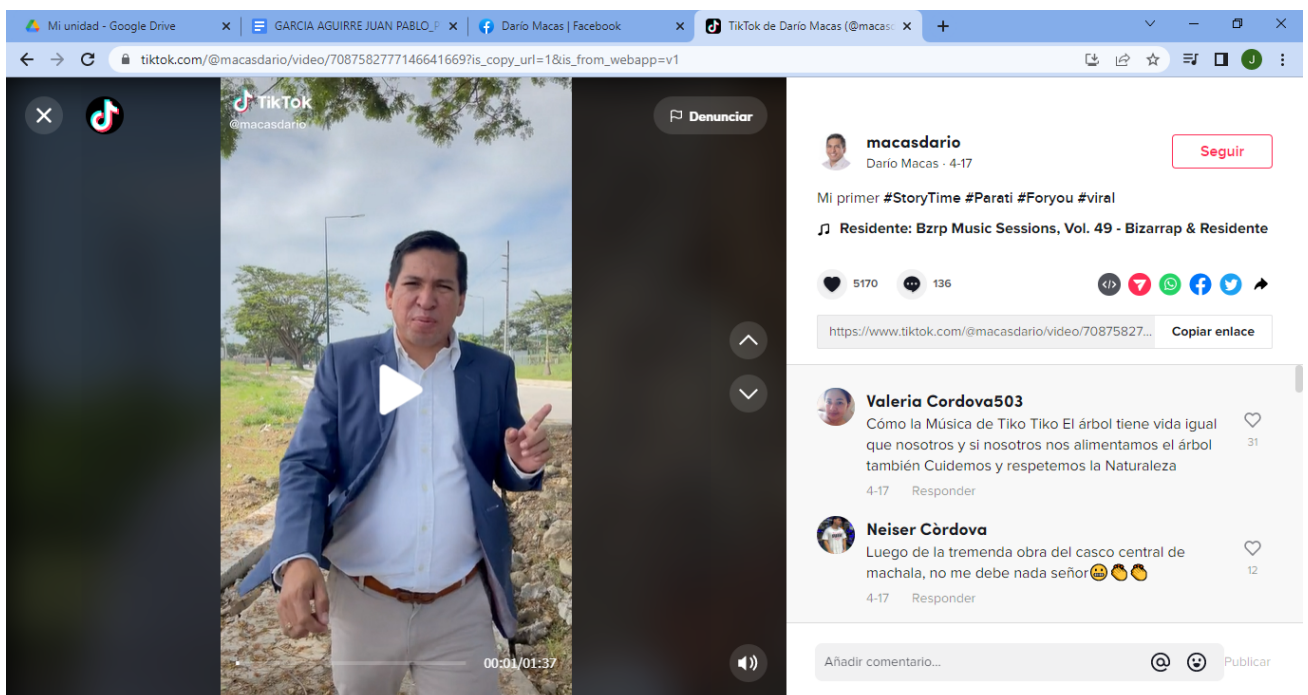 Mi unidad - Google Drive
GARCIA AGUIRRE JUAN PABLO_P
Darío Macas | Facebook
TikTok de Darío Macas (@macasd
tiktok.com/@macasdario/video/7087582777146641669?is_copy_url=1&is_from_webapp=v1
J
TikTok
@macasdario
Denunciar
00:01/01:37
macasdario
Darío Macas · 4-17
Seguir
Mi primer #StoryTime #Parati #Foryou #viral
Residente: Bzrp Music Sessions, Vol. 49 - Bizarrap & Residente
5170
136
https://www.tiktok.com/@macasdario/video/70875827...
Copiar enlace
Valeria Cordova503
Cómo la Música de Tiko Tiko El árbol tiene vida igual
que nosotros y si nosotros nos alimentamos el árbol
también Cuidemos y respetemos la Naturaleza
31
4-17 Responder
Neiser Còrdova
Luego de la tremenda obra del casco central de
machala, no me debe nada señor😬👏👏
12
4-17 Responder
Añadir comentario...
Publicar